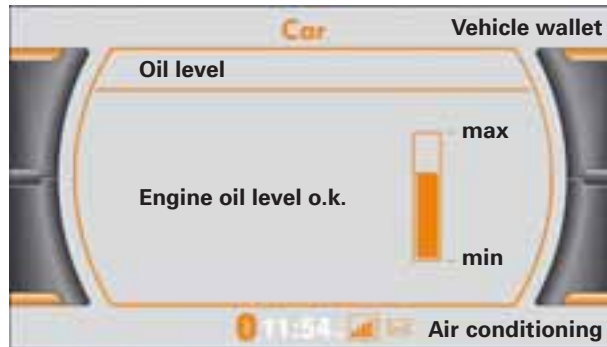 Car
Vehicle wallet
Oil level
max
Engine oil level o.k.
min
11:54
Air conditioning